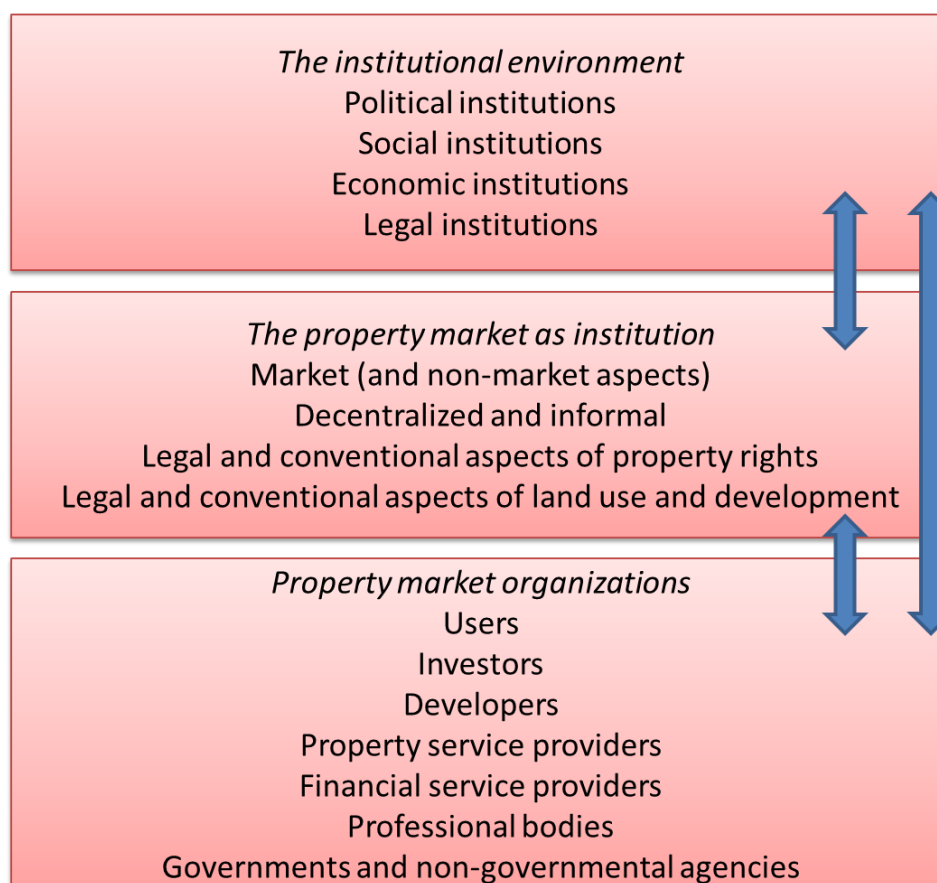 The institutional environment
Political institutions
Social institutions
Economic institutions
Legal institutions
The property market as institution
Market (and non-market aspects)
Decentralized and informal
Legal and conventional aspects of property rights
Legal and conventional aspects of land use and development
Property market organizations
Users
Investors
Developers
Property service providers
Financial service providers
Professional bodies
Governments and non-governmental agencies